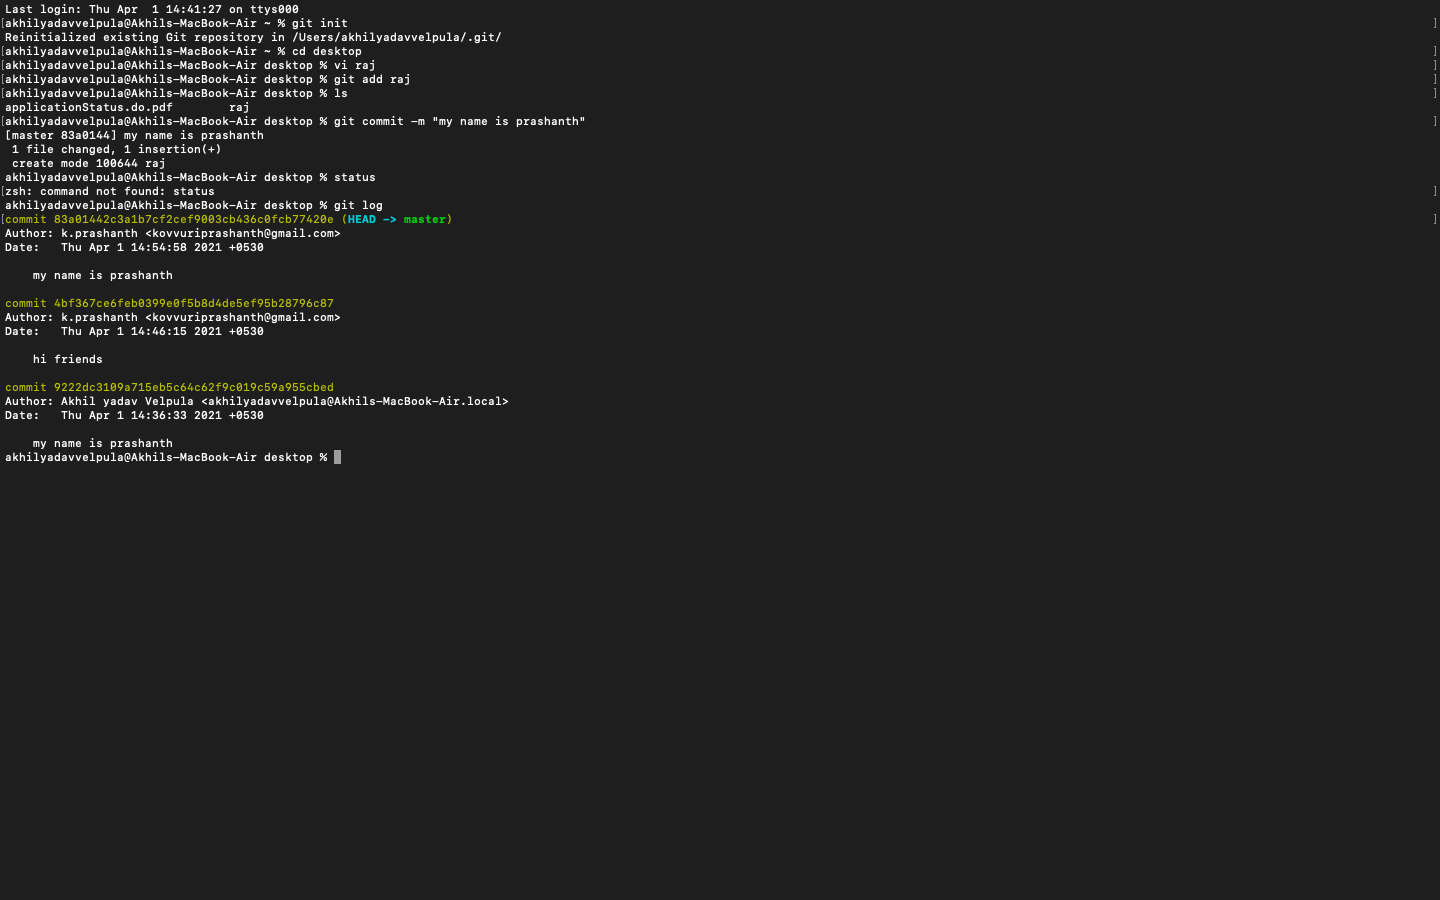 Last login: Thu Apr  1 14:41:27 on ttys000
[akhilyadavvelpula@Akhils-MacBook-Air ~ % git init ]
Reinitialized existing Git repository in /Users/akhilyadavvelpula/.git/
[akhilyadavvelpula@Akhils-MacBook-Air ~ % cd desktop ]
[akhilyadavvelpula@Akhils-MacBook-Air desktop % vi raj ]
[akhilyadavvelpula@Akhils-MacBook-Air desktop % git add raj ]
[akhilyadavvelpula@Akhils-MacBook-Air desktop % ls ]
applicationStatus.do.pdf        raj
[akhilyadavvelpula@Akhils-MacBook-Air desktop % git commit -m "my name is prashanth" ]
[master 83a0144] my name is prashanth
 1 file changed, 1 insertion(+)
 create mode 100644 raj
akhilyadavvelpula@Akhils-MacBook-Air desktop % status
[zsh: command not found: status ]
akhilyadavvelpula@Akhils-MacBook-Air desktop % git log
[commit 83a01442c3a1b7cf2cef9003cb436c0fcb77420e (HEAD -> master) ]
Author: k.prashanth <kovvuriprashanth@gmail.com>
Date:   Thu Apr 1 14:54:58 2021 +0530
    my name is prashanth
commit 4bf367ce6feb0399e0f5b8d4de5ef95b28796c87
Author: k.prashanth <kovvuriprashanth@gmail.com>
Date:   Thu Apr 1 14:46:15 2021 +0530
    hi friends
commit 9222dc3109a715eb5c64c62f9c019c59a955cbed
Author: Akhil yadav Velpula <akhilyadavvelpula@Akhils-MacBook-Air.local>
Date:   Thu Apr 1 14:36:33 2021 +0530
    my name is prashanth
akhilyadavvelpula@Akhils-MacBook-Air desktop %